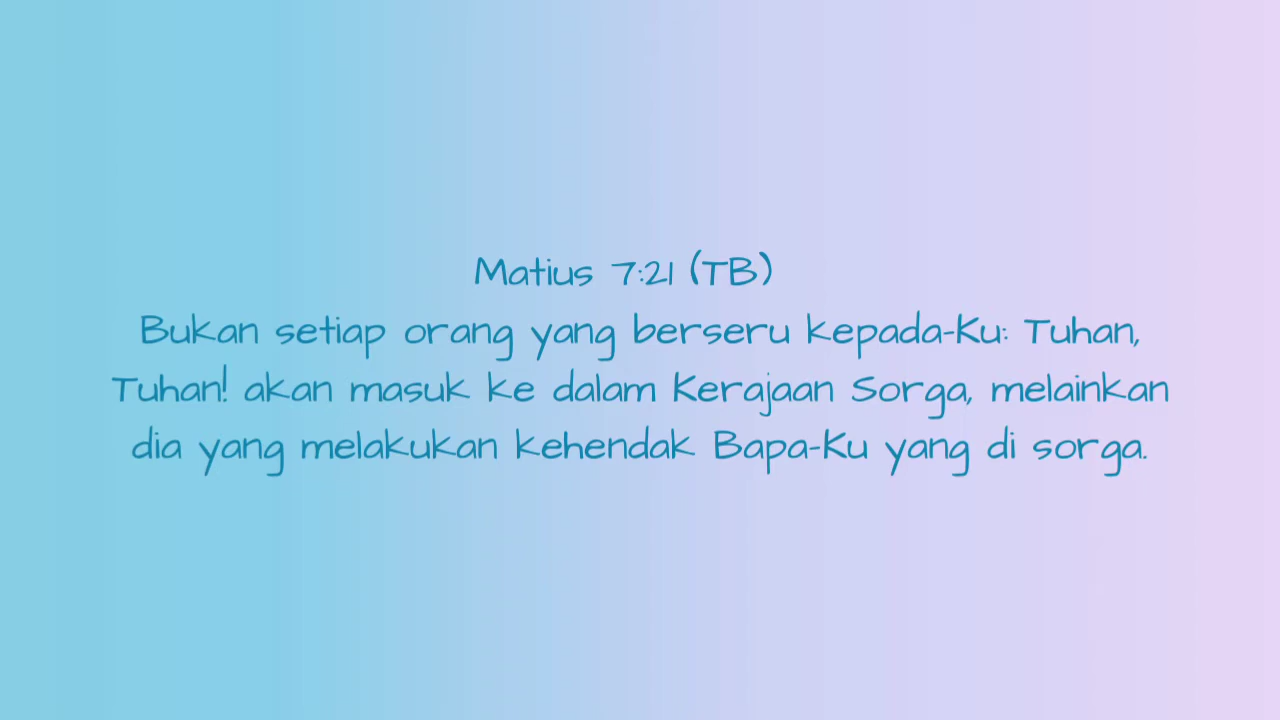 Matius 7:21 (TB)
Bukan setiap orang yang berseru kepada-Ku: Tuhan,
Tuhan! akan masuk ke dalam Kerajaan Sorga, melainkan
dia yang melakukan kehendak Bapa-Ku yang di sorga.